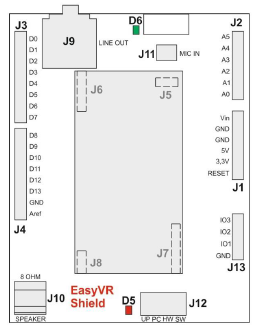 D6
J3
J9
LINE OUT
J11
MIC IN
J2
D0
D1
D2
D3
D4
D5
D6
D7
A5
A4
A3
A2
A1
A0
J6
J5
D8
D9
D10
D11
D12
D13
GND
Aref
J4
Vin
GND
GND
5V
3,3V
RESET
J1
J8
J7
IO3
IO2
IO1
GND
J13
8 OHM
J10
SPEAKER
EasyVR
Shield
D5
J12
UP PC HW SW